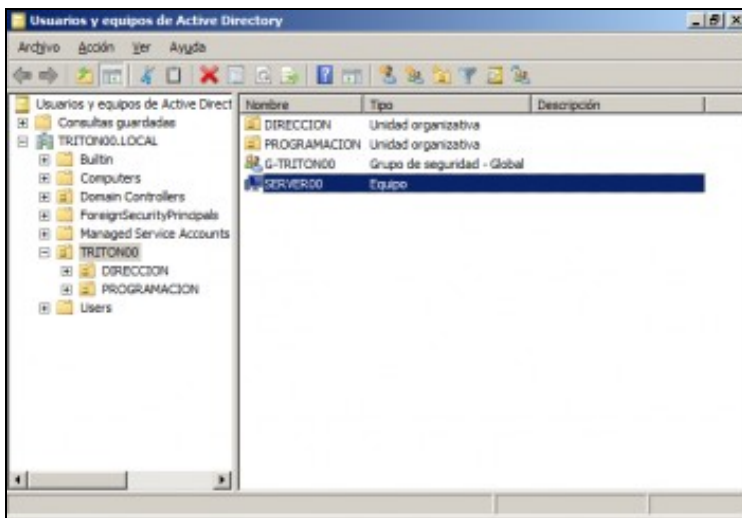 Usuarios y equipos de Active Directory
Archivo Acción Ver Ayuda
Usuarios y equipos de Active Direct
Consultas guardadas
TRITON00.LOCAL
Builtin
Computers
Domain Controllers
ForeignSecurityPrincipals
Managed Service Accounts
TRITON00
DIRECCION
PROGRAMACION
Users
Nombre Tipo Descripción
DIRECCION Unidad organizativa
PROGRAMACION Unidad organizativa
G-TRITON00 Grupo de seguridad - Global
SERVER00 Equipo